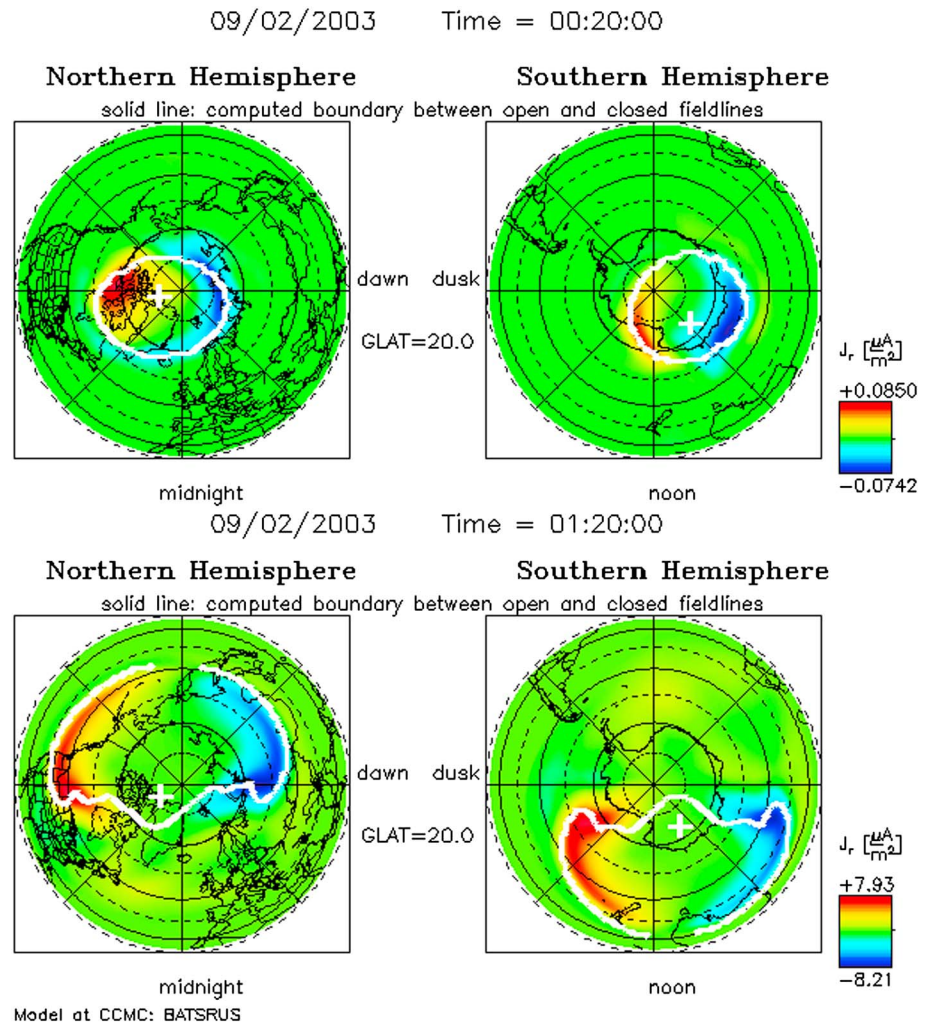 09/02/2003 Time = 00:20:00
Northern Hemisphere Southern Hemisphere
solid line: computed boundary between open and closed fieldlines
dawn dusk
GLAT=20.0
Jr [μA/m2]
+0.0850
-0.0742
midnight noon
09/02/2003 Time = 01:20:00
Northern Hemisphere Southern Hemisphere
solid line: computed boundary between open and closed fieldlines
dawn dusk
GLAT=20.0
Jr [μA/m2]
+7.93
-8.21
midnight noon
Model at CCMC: BATSRUS